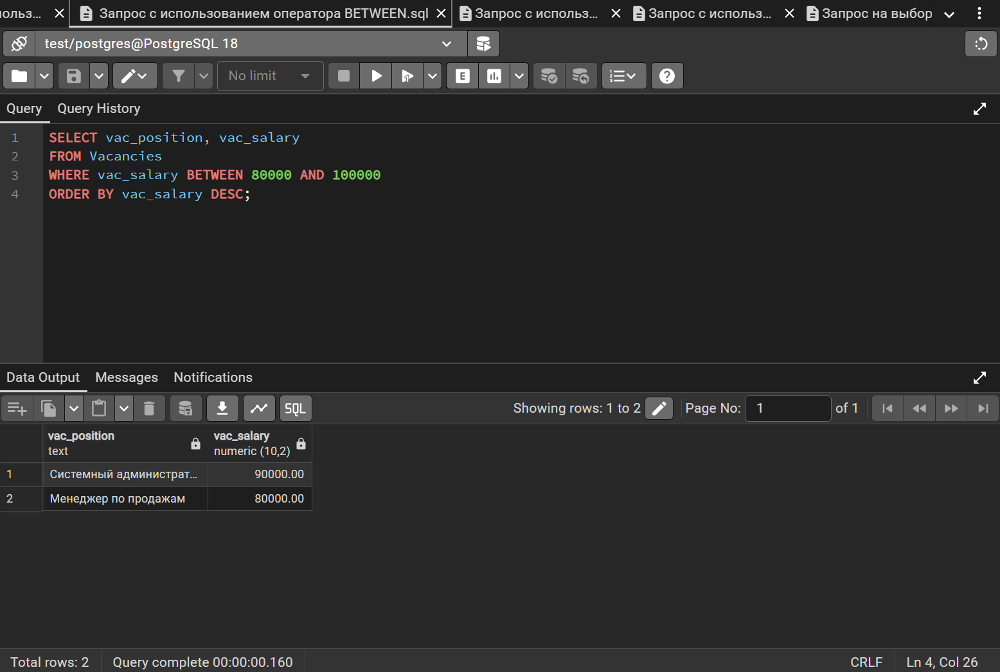 польз...
Запрос с использованием оператора BETWEEN.sql
Запрос с использ...
Запрос с использ...
Запрос на выбор
test/postgres@PostgreSQL 18
No limit
E
Query Query History
1 SELECT vac_position, vac_salary
2 FROM Vacancies
3 WHERE vac_salary BETWEEN 80000 AND 100000
4 ORDER BY vac_salary DESC;
Data Output Messages Notifications
SQL Showing rows: 1 to 2 Page No: 1 of 1
vac_position vac_salary
text numeric (10,2)
1 Системный администрат... 90000.00
2 Менеджер по продажам 80000.00
Total rows: 2 Query complete 00:00:00.160 CRLF Ln 4, Col 26